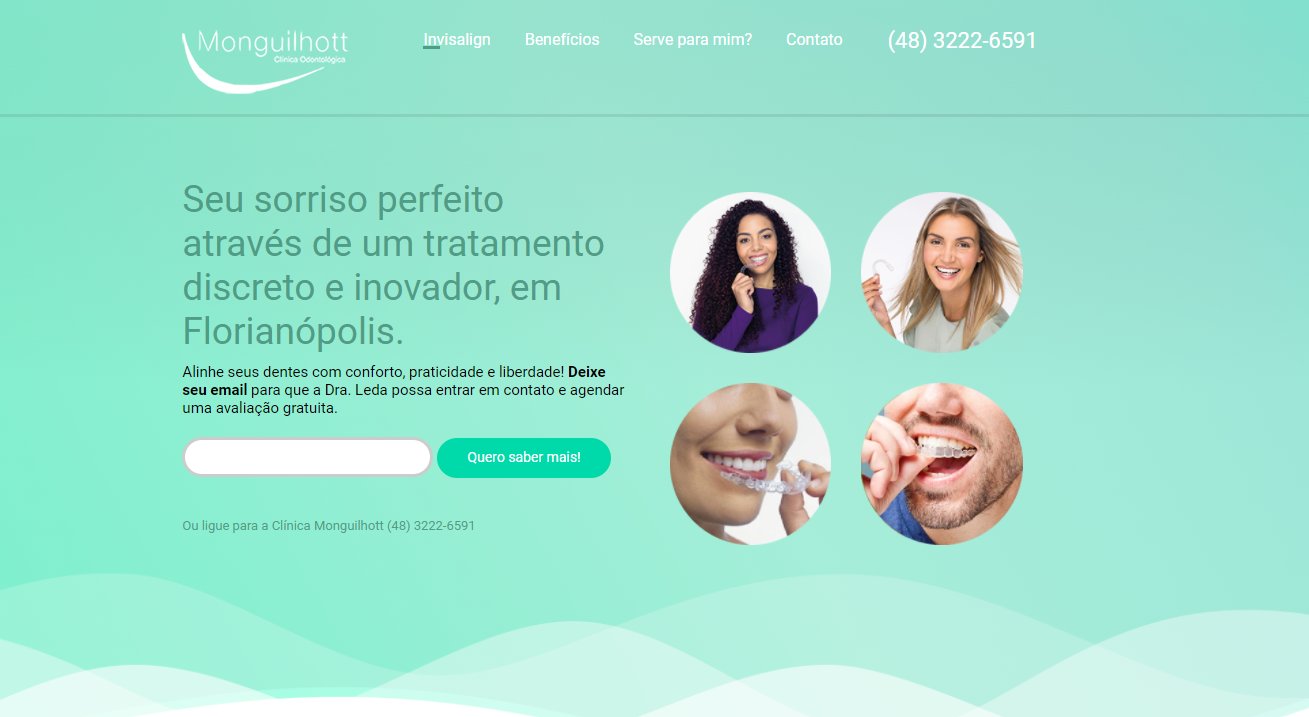 Monguilhott
Clínica Odontológica
Invisalign
Benefícios
Serve para mim?
Contato
(48) 3222-6591
Seu sorriso perfeito
através de um tratamento
discreto e inovador, em
Florianópolis.
Alinhe seus dentes com conforto, praticidade e liberdade! Deixe
seu email para que a Dra. Leda possa entrar em contato e agendar
uma avaliação gratuita.
Quero saber mais!
Ou ligue para a Clínica Monguilhott (48) 3222-6591